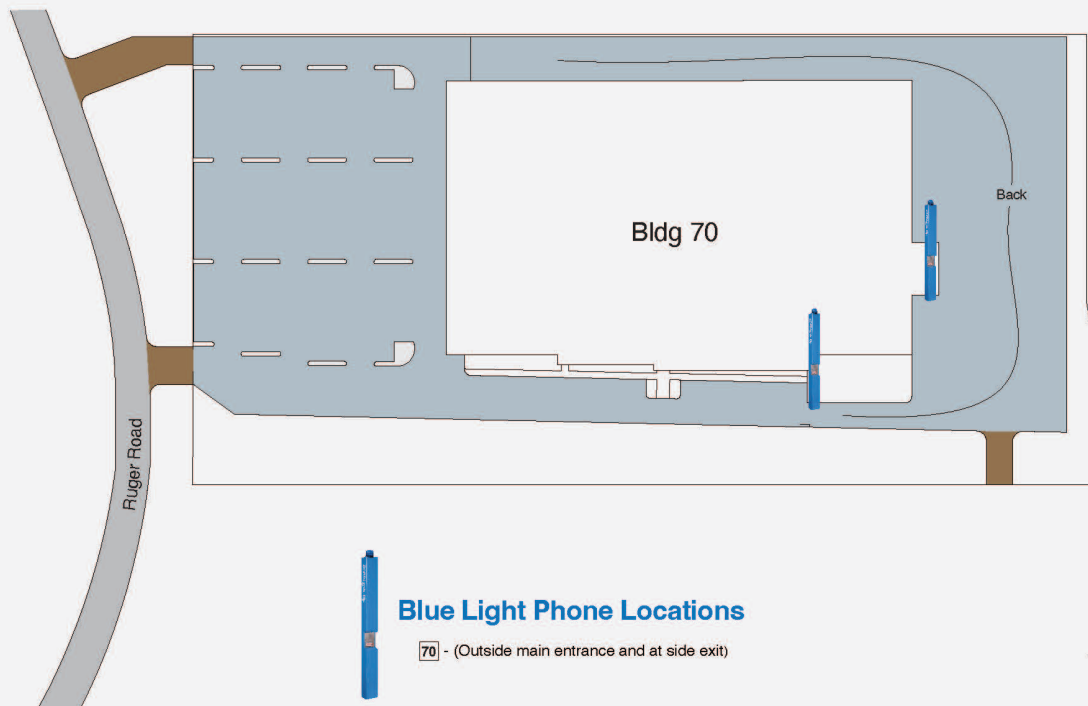 Back
Bldg 70
Ruger Road
Blue Light Phone Locations
70 - (Outside main entrance and at side exit)